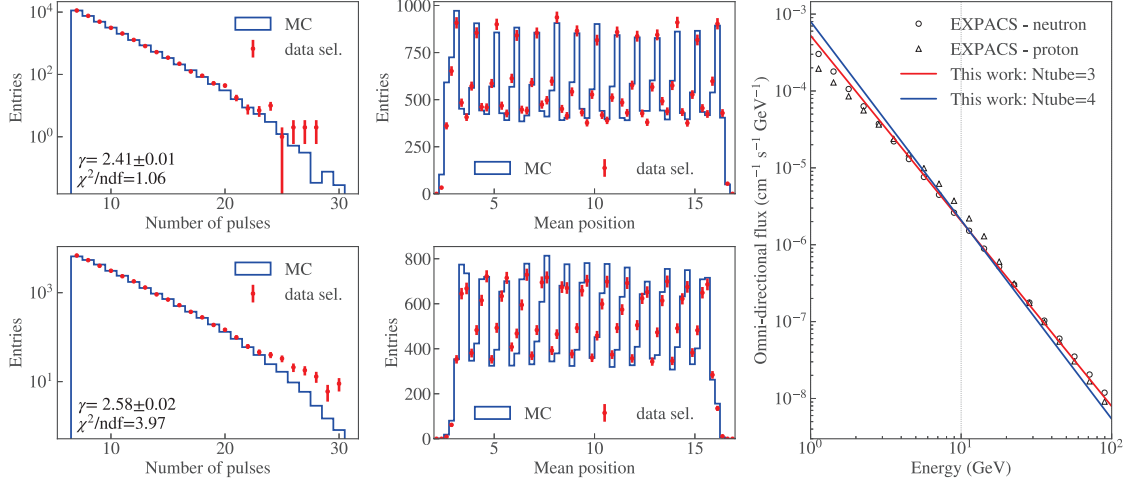 Entries
10^4
10^2
10^0
MC
data sel.
γ= 2.41±0.01
χ^2/ndf=1.06
10
20
30
Number of pulses
Entries
1000
750
500
250
0
MC
data sel.
5
10
15
Mean position
Entries
10^3
10^1
MC
data sel.
γ = 2.58±0.02
χ^2/ndf=3.97
10
20
30
Number of pulses
Entries
800
600
400
200
0
MC
data sel.
5
10
15
Mean position
Omni-directional flux (cm^−1 s^−1 GeV^−1)
10^−3
10^−4
10^−5
10^−6
10^−7
10^−8
EXPACS - neutron
EXPACS - proton
This work: Ntube=3
This work: Ntube=4
10^0
10^1
10^2
Energy (GeV)